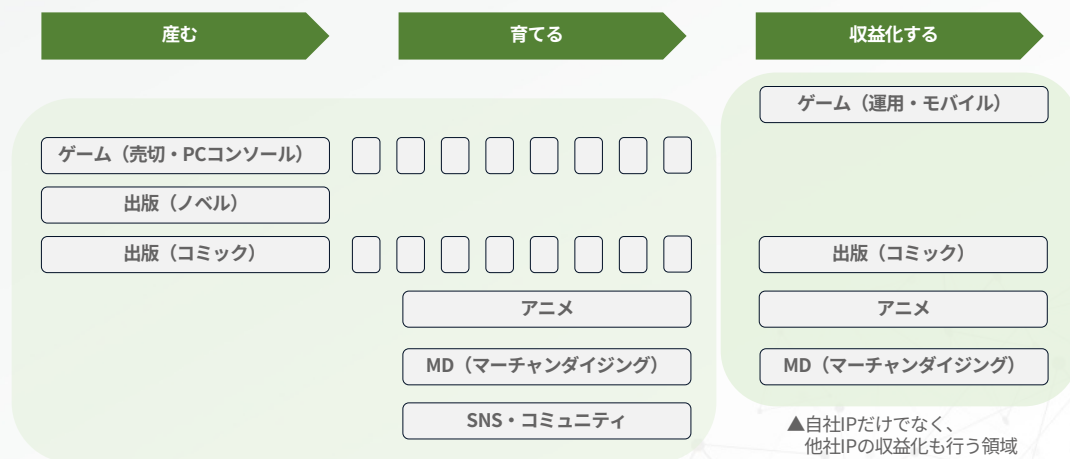 産む
育てる
収益化する
ゲーム（売切・PCコンソール）
出版（ノベル）
出版（コミック）
アニメ
MD（マーチャンダイジング）
SNS・コミュニティ
ゲーム（運用・モバイル）
出版（コミック）
アニメ
MD（マーチャンダイジング）
▲自社IPだけでなく、
他社IPの収益化も行う領域